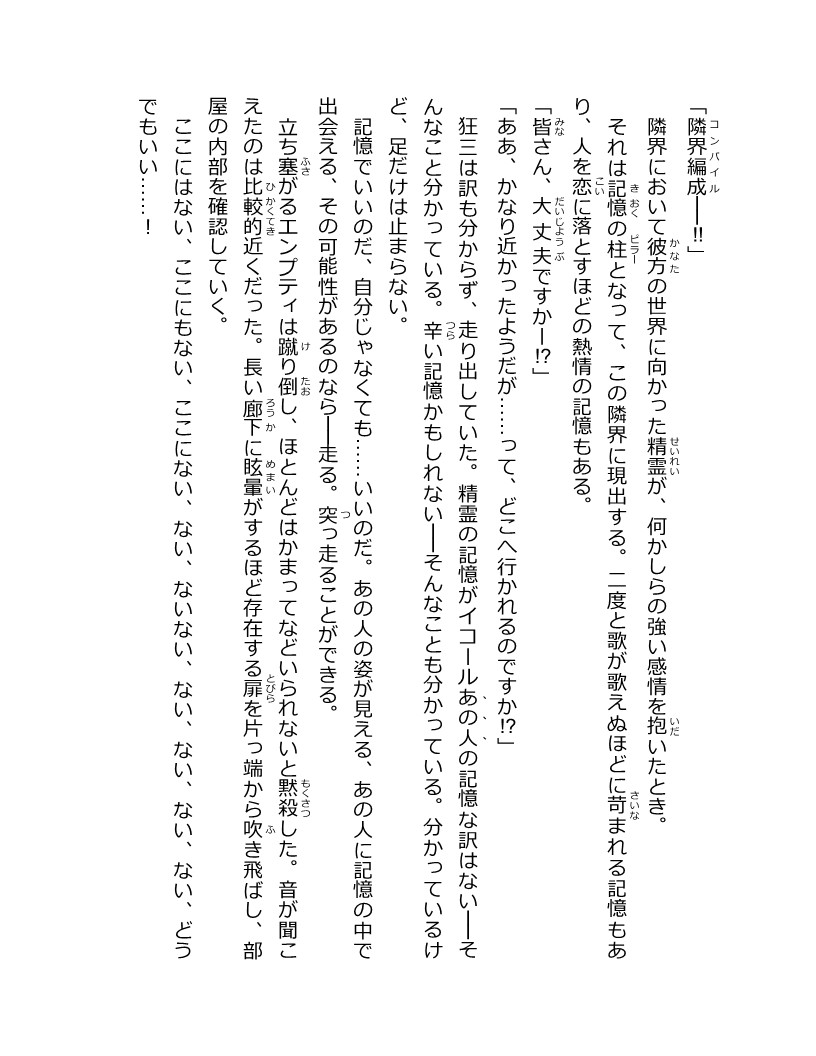 「隣界編成――!!」
　隣界において彼方の世界に向かった精霊が、何かしらの強い感情を抱いたとき。
　それは記憶の柱となって、この隣界に現出する。二度と歌が歌えぬほどに苛まれる記憶もあ
り、人を恋に落とすほどの熱情の記憶もある。
「皆さん、大丈夫ですかー!?」
「ああ、かなり近かったようだが……って、どこへ行かれるのですか!?」
　狂三は訳も分からず、走り出していた。精霊の記憶がイコールあの人の記憶な訳はない――そ
んなこと分かっている。辛い記憶かもしれない――そんなことも分かっている。分かっているけ
ど、足だけは止まらない。
　記憶でいいのだ、自分じゃなくても……いいのだ。あの人の姿が見える、あの人に記憶の中で
出会える、その可能性があるのなら――走る。突っ走ることができる。
　立ち塞がるエンプティは蹴り倒し、ほとんどはかまってなどいられないと黙殺した。音が聞こ
えたのは比較的近くだった。長い廊下に眩暈がするほど存在する扉を片っ端から吹き飛ばし、部
屋の内部を確認していく。
　ここにはない、ここにもない、ここにない、ない、ないない、ない、ない、ない、ない、どう
でもいい……！